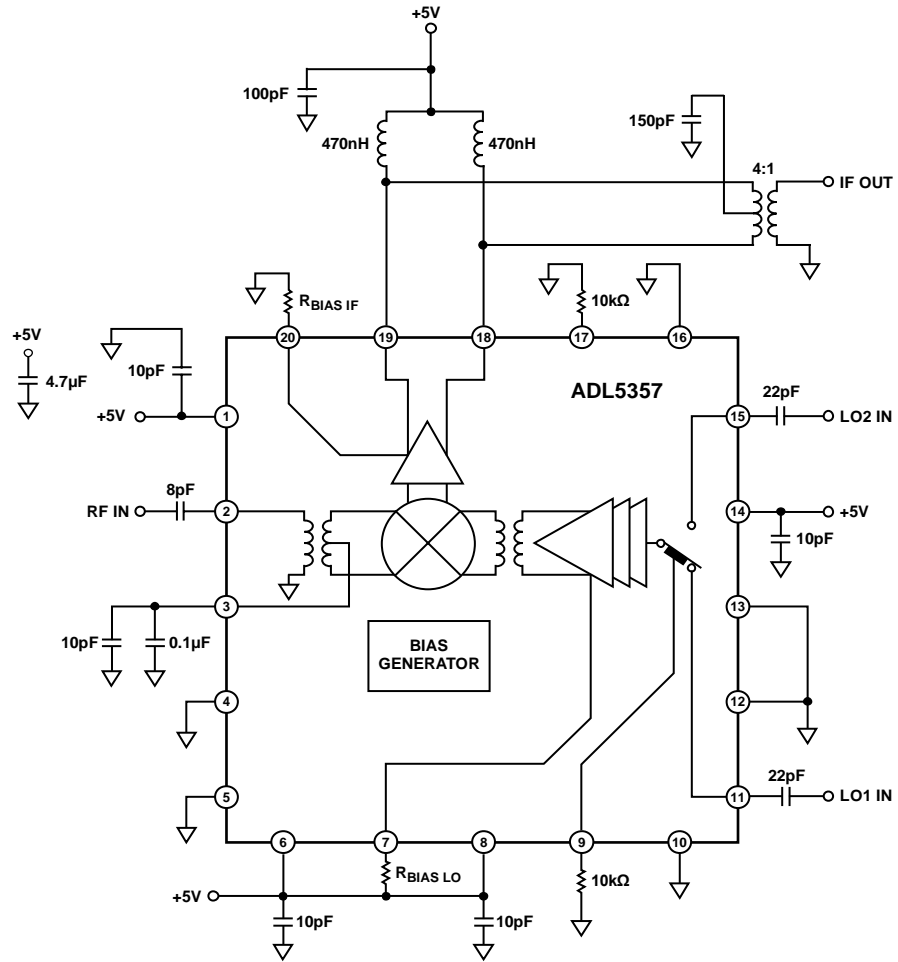 +5V
100pF
470nH
470nH
150pF
4:1
IF OUT
RBIAS IF
10kΩ
20
19
18
17
16
+5V
4.7µF
10pF
+5V
1
ADL5357
22pF
15
LO2 IN
8pF
RF IN
2
14
+5V
10pF
3
13
10pF
0.1µF
BIAS
GENERATOR
4
12
5
22pF
11
LO1 IN
6
7
8
9
10
RBIAS LO
10kΩ
+5V
10pF
10pF